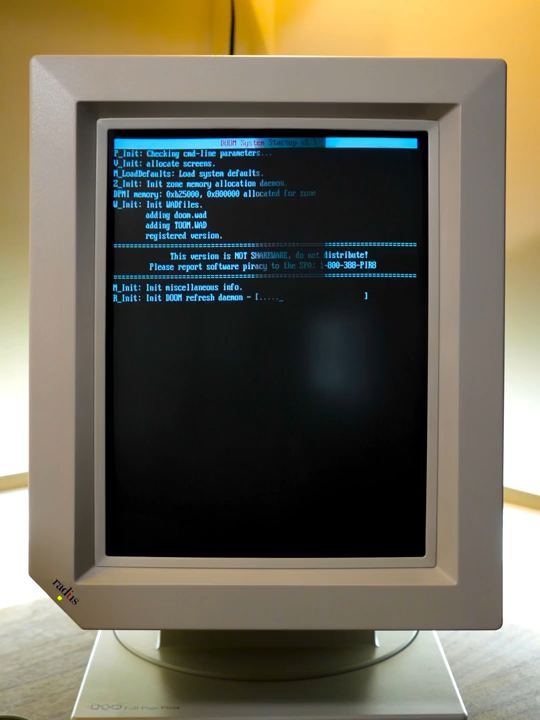 DOOM System Startup
P_Init: Checking cmd-line parameters...
V_Init: allocate screens.
M_LoadDefaults: Load system defaults.
Z_Init: Init zone memory allocation daemon.
DPMI memory: 0xb25000, 0x800000 allocated for zone
W_Init: Init WADfiles.
adding doom.wad
adding TOOM.WAD
registered version.
===========================================================================
This version is NOT SHAREWARE, do not distribute!
Please report software piracy to the SPA: 1-800-388-PIR8
===========================================================================
M_Init: Init miscellaneous info.
R_Init: Init DOOM refresh daemon - [....._ ]
radius